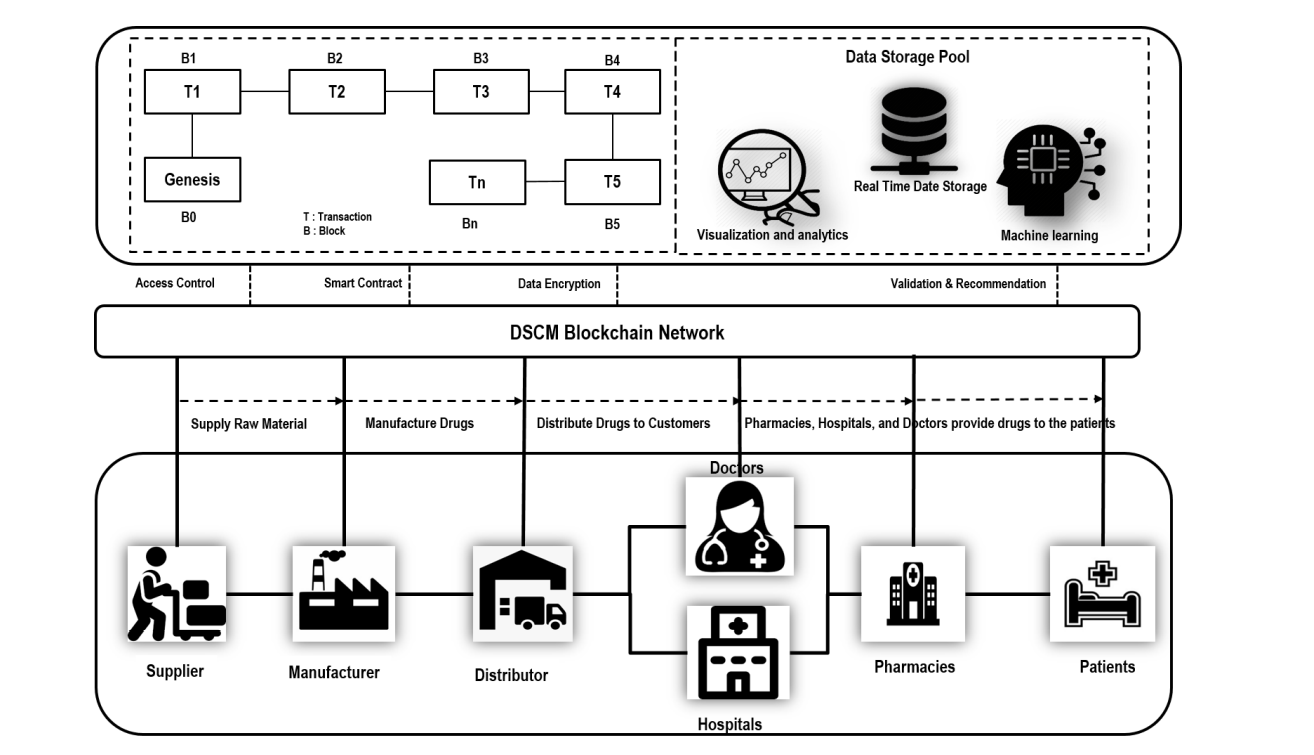 B1
B2
B3
B4
Data Storage Pool
T1
T2
T3
T4
Genesis
Tn
T5
Real Time Date Storage
B0
T : Transaction
B : Block
Bn
B5
Visualization and analytics
Machine learning
Access Control
Smart Contract
Data Encryption
Validation & Recommendation
DSCM Blockchain Network
Supply Raw Material
Manufacture Drugs
Distribute Drugs to Customers
Pharmacies, Hospitals, and Doctors provide drugs to the patients
Doctors
Supplier
Manufacturer
Distributor
Pharmacies
Patients
Hospitals